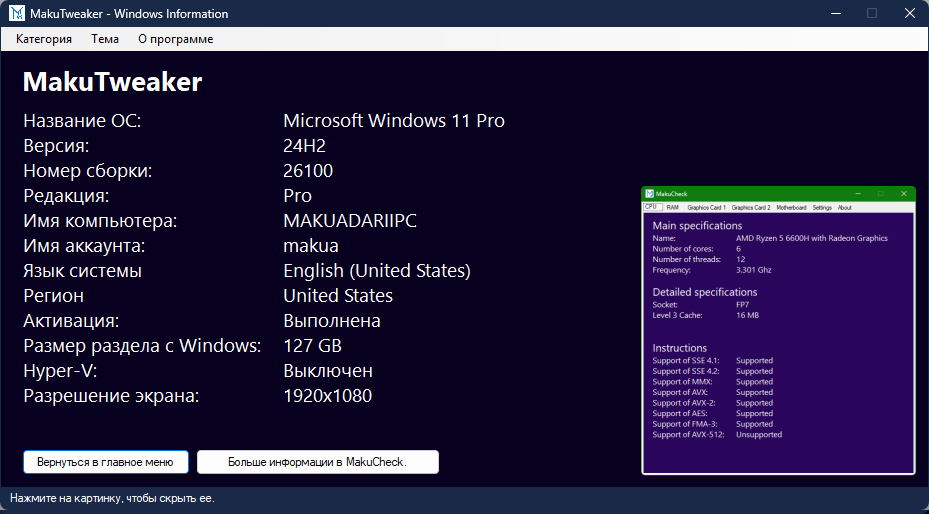 MakuTweaker - Windows Information
Категория Тема О программе
MakuTweaker
Название ОС: Microsoft Windows 11 Pro
Версия: 24H2
Номер сборки: 26100
Редакция: Pro
Имя компьютера: MAKUADARIIPC
Имя аккаунта: makua
Язык системы English (United States)
Регион United States
Активация: Выполнена
Размер раздела с Windows: 127 GB
Hyper-V: Выключен
Разрешение экрана: 1920x1080
MakuCheck
CPU RAM Graphics Card 1 Graphics Card 2 Motherboard Settings About
Main specifications
Name: AMD Ryzen 5 6600H with Radeon Graphics
Number of cores: 6
Number of threads: 12
Frequency: 3.301 Ghz
Detailed specifications
Socket: FP7
Level 3 Cache: 16 MB
Instructions
Support of SSE 4.1: Supported
Support of SSE 4.2: Supported
Support of MMX: Supported
Support of AVX: Supported
Support of AVX-2: Supported
Support of AES: Supported
Support of FMA-3: Supported
Support of AVX-512: Unsupported
Вернуться в главное меню Больше информации в MakuCheck.
Нажмите на картинку, чтобы скрыть ее.